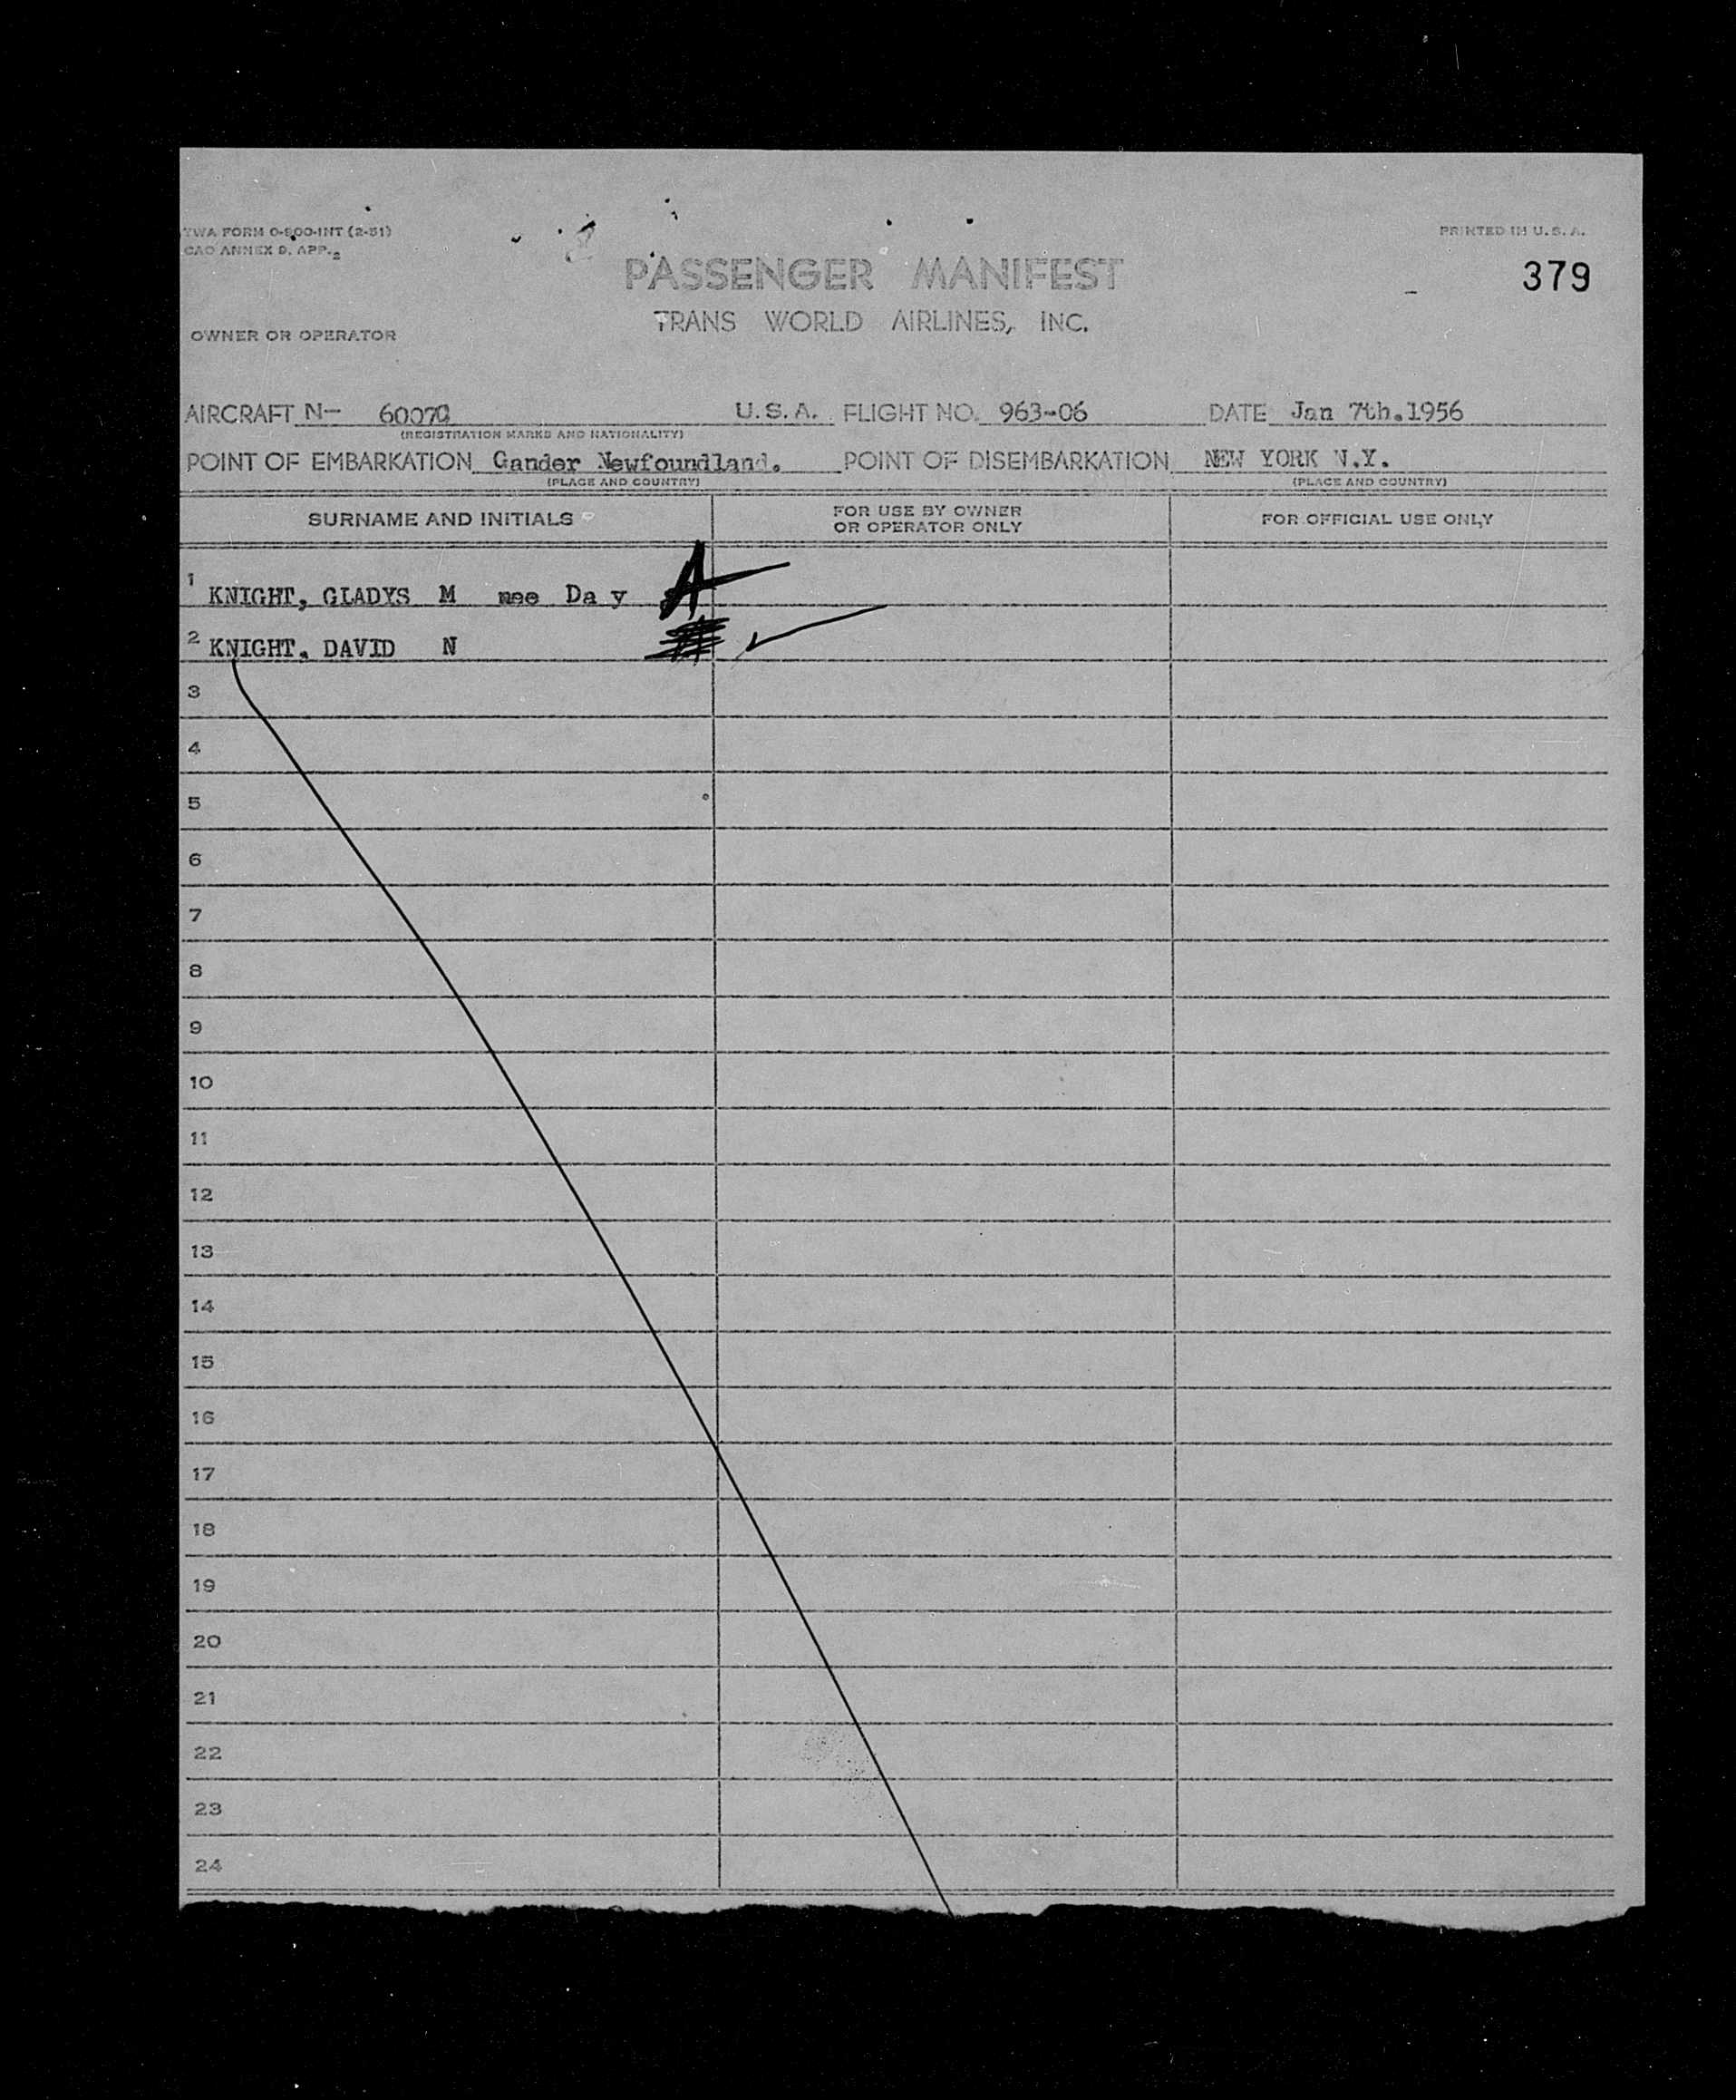 TWA FORM O-800-INT (2-51)
PRINTED IN U.S.A.
CAO ANNEX D. APP. 2
PASSENGER MANIFEST
379
TRANS WORLD AIRLINES, INC.
OWNER OR OPERATOR
AIRCRAFT N- U.S.A. FLIGHT NO. 963-06 DATE Jan 7th.1956
(REGISTRATION MARKS AND NATIONALITY)
POINT OF EMBARKATION Gander Newfoundland. POINT OF DISEMBARKATION NEW YORK N.Y.
(PLACE AND COUNTRY) (PLACE AND COUNTRY)
SURNAME AND INITIALS FOR USE BY OWNER OR OPERATOR ONLY FOR OFFICIAL USE ONLY
1 KNIGHT, GLADYS M nee Day A
2 KNIGHT. DAVID N
3
4
5
6
7
8
9
10
11
12
13
14
15
16
17
18
19
20
21
22
23
24